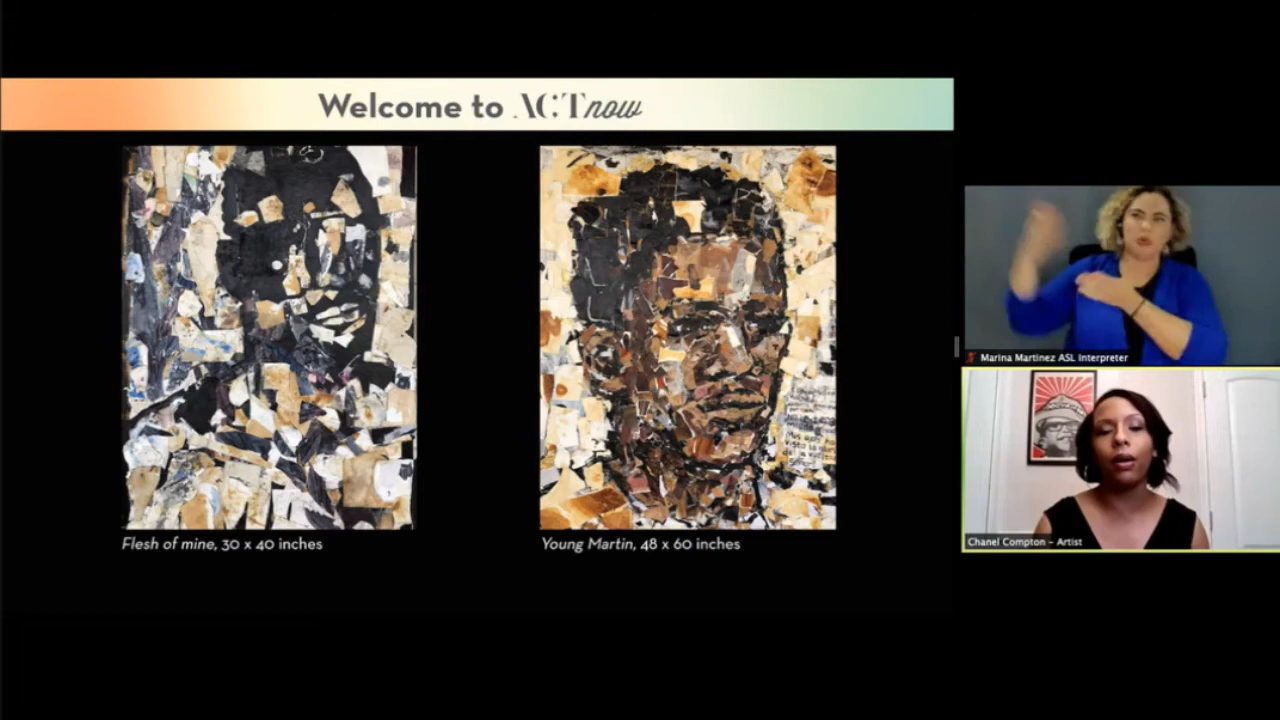 Welcome to ACTnow
Flesh of mine, 30 x 40 inches
Young Martin, 48 x 60 inches
Marina Martinez ASL Interpreter
Chanel Compton – Artist